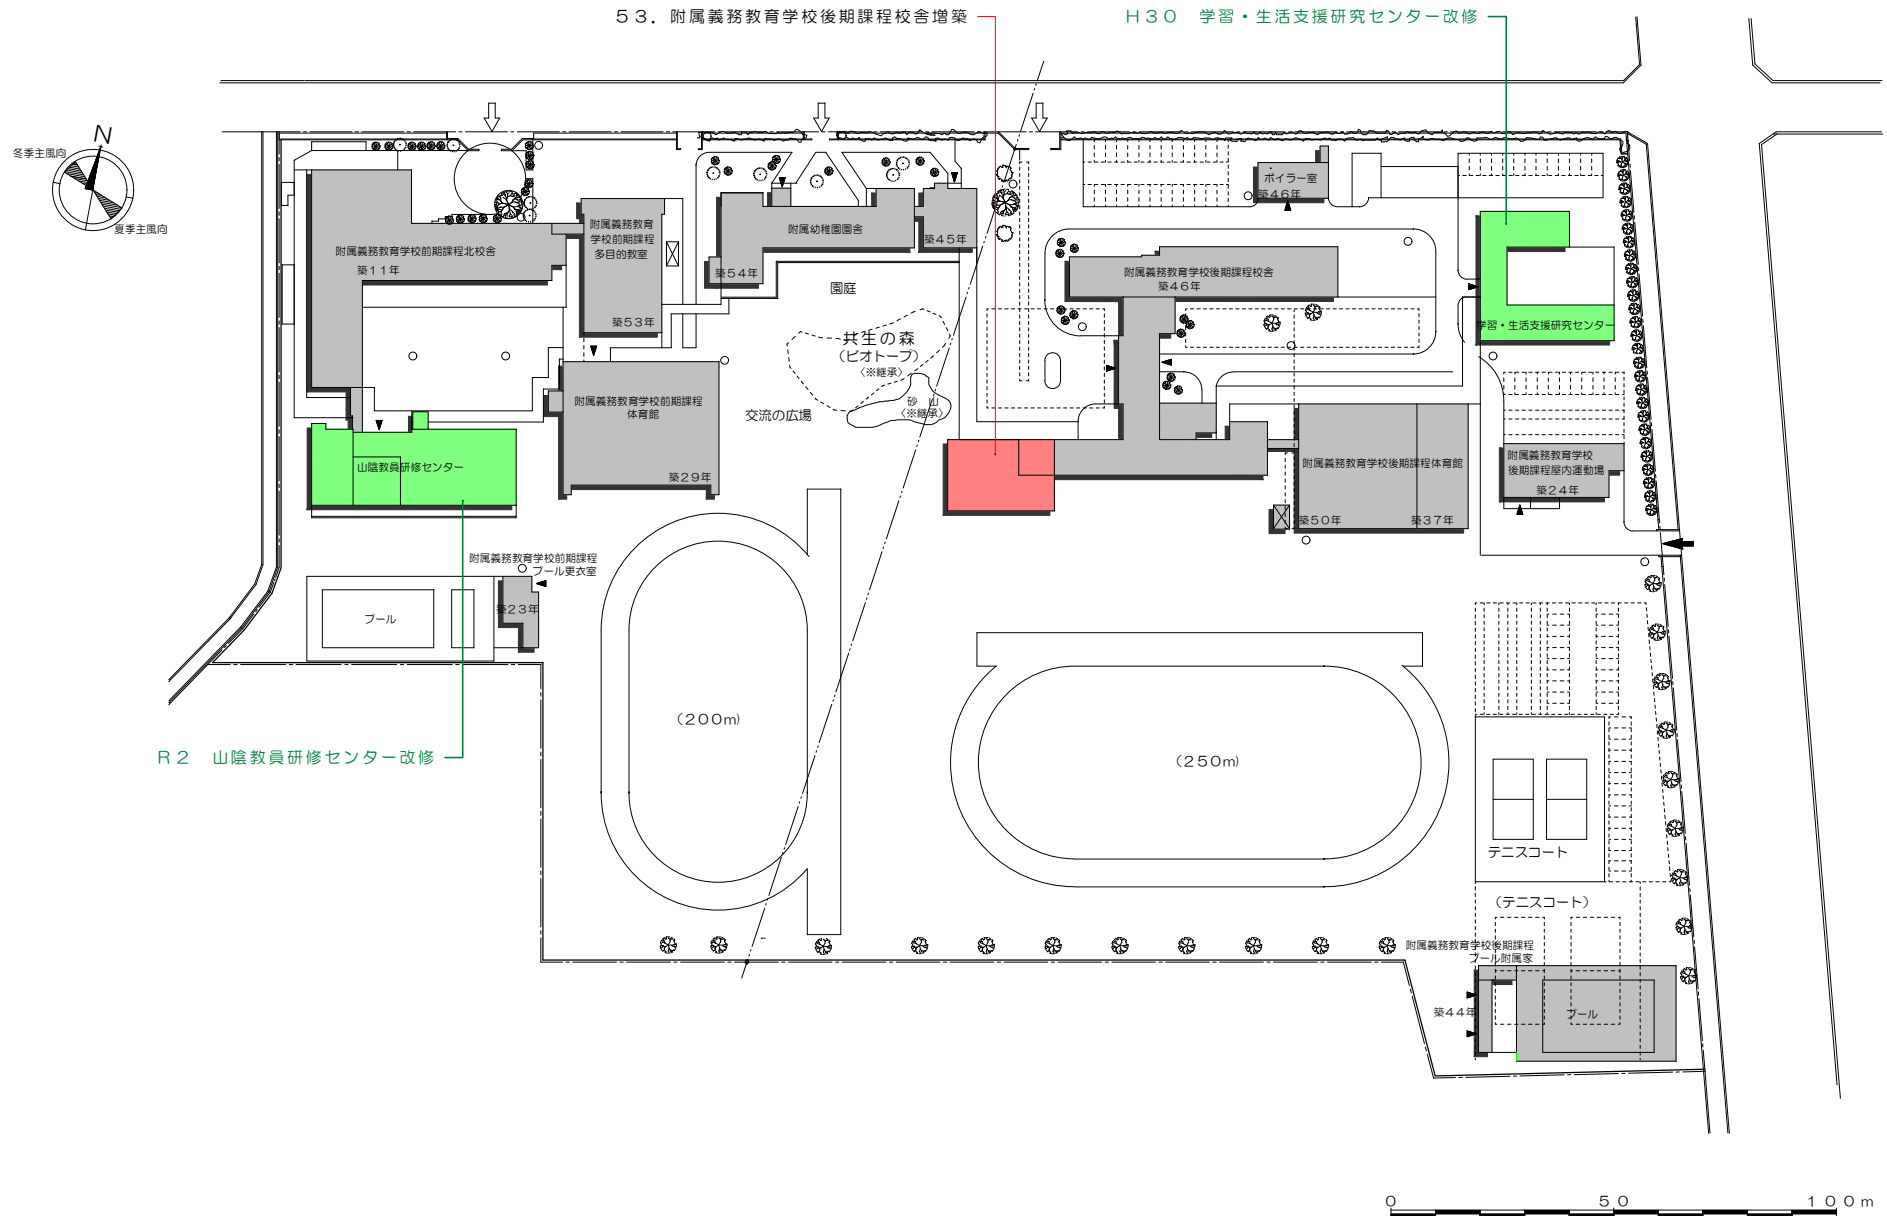 ５３．附属義務教育学校後期課程校舎増築
Ｈ３０　学習・生活支援研究センター改修
N
冬季主風向
夏季主風向
附属義務教育学校前期課程北校舎
築１１年
附属義務教育
学校前期課程
多目的教室
築５３年
附属幼稚園園舎
築５４年
築４５年
ボイラー室
築４６年
附属義務教育学校後期課程校舎
築４６年
学習・生活支援研究センター
園庭
共生の森
（ビオトープ）
〈※継承〉
砂　山
〈※継承〉
交流の広場
附属義務教育学校前期課程
体育館
築２９年
山陰教員研修センター
附属義務教育学校後期課程体育館
築５０年
築３７年
附属義務教育学校
後期課程屋内運動場
築２４年
附属義務教育学校前期課程
プール更衣室
築２３年
プール
（２００m）
（２５０m）
Ｒ２　山陰教員研修センター改修
テニスコート
（テニスコート）
附属義務教育学校後期課程
プール附属家
築４４年
プール
０
５０
１００ｍ